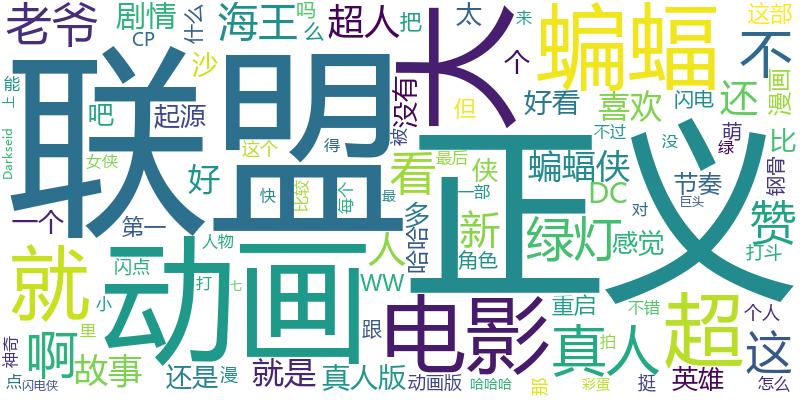 老爷
剧情
CP
什么
海王
超人
吗
么
把
大
太
来
个
蝙蝠
不
这部
上
能
联盟
沙
吧
起源
没有
但
好看
喜欢
闪电
还
漫画
Darkseid
女侠
这个
得
被
最后
不过
没
萌
绿
比
好
快
比较
每个
最
看
侠
一部
蝙蝠侠
DC
对
巨头
节奏
钢骨
正义
一个
第一
人物
多
哈哈
新
角色
绿灯
感觉
赞
打斗
就
动画
闪点
打
七
小
人
WW
电影
重启
不错
超
个人
神奇
里
啊
故事
跟
真人
拍
这
点
闪电侠
还是
漫
就是
真人版
动画版
哈哈哈
那
彩蛋
挺
英雄
怎么